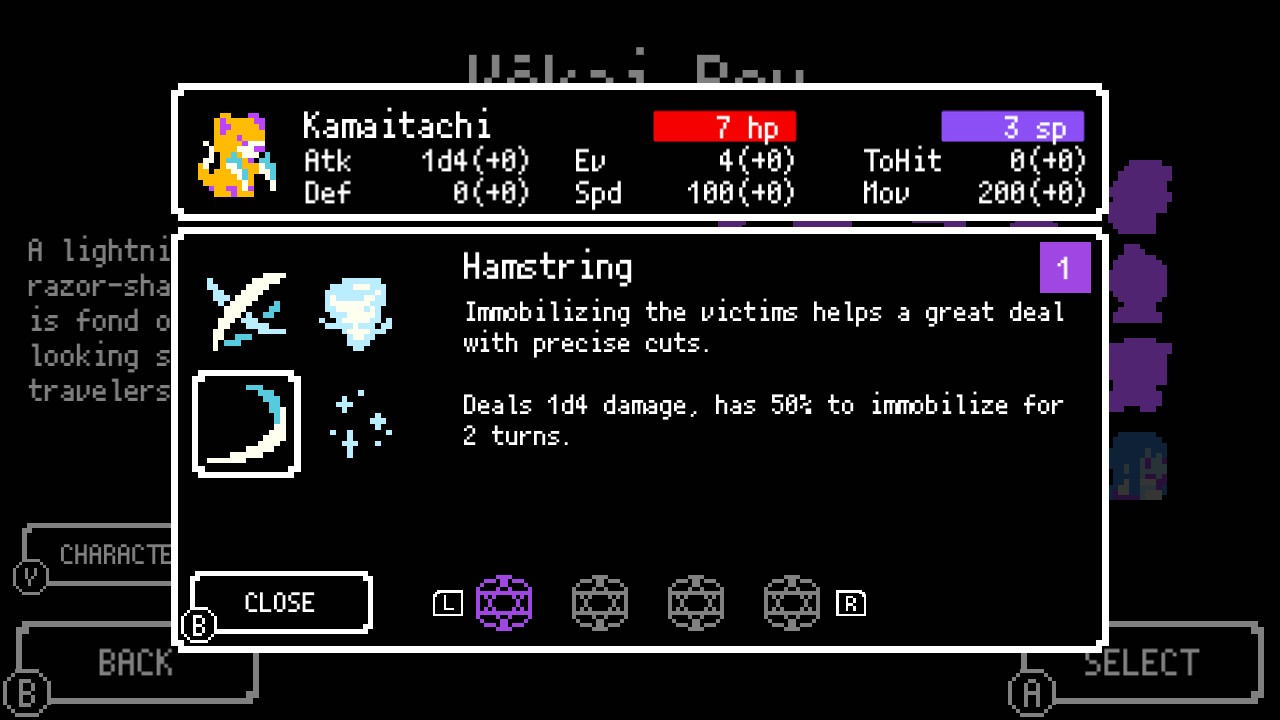 Kamaitachi 7 hp 3 sp
Atk 1d4(+0) Ev 4(+0) ToHit 0(+0)
Def 0(+0) Spd 100(+0) Mov 200(+0)
A lightni
razor-sha
is fond o
looking s
travelers
Hamstring 1
Immobilizing the victims helps a great deal
with precise cuts.
Deals 1d4 damage, has 50% to immobilize for
2 turns.
CHARACTE
Y
CLOSE
B
L R
BACK
B
SELECT
A